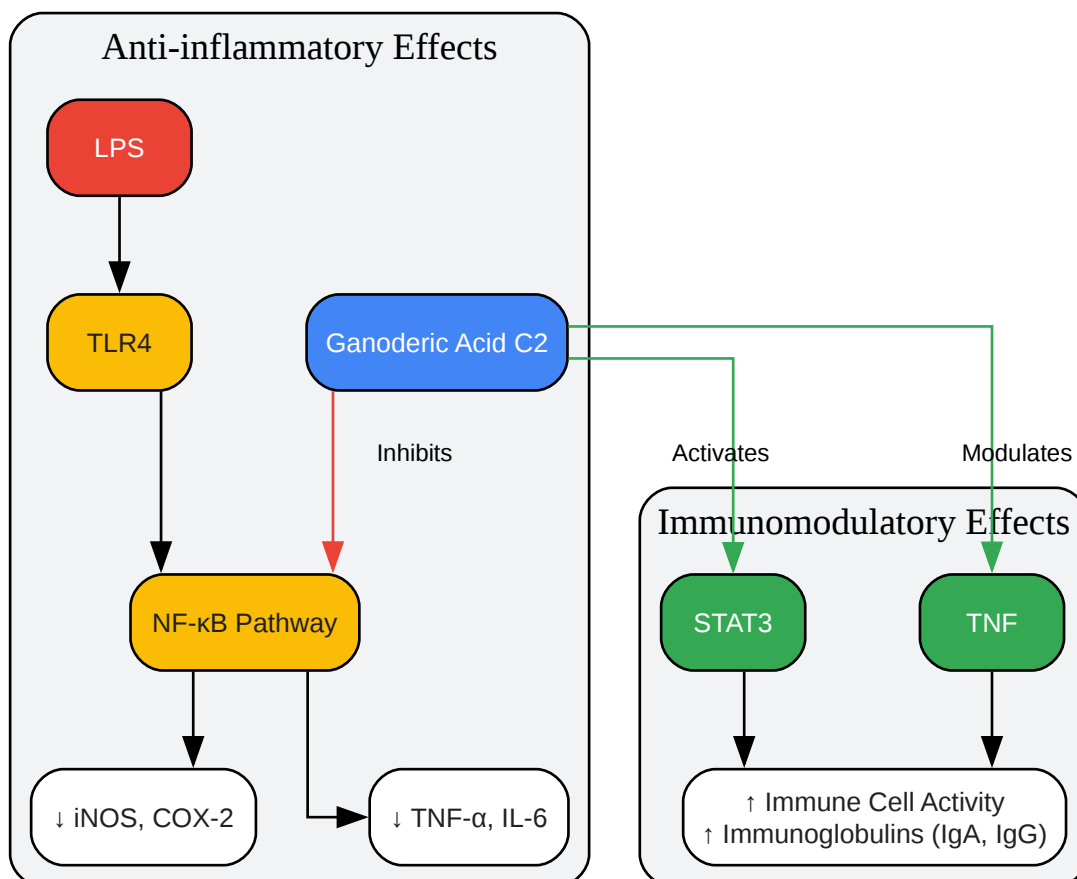 Anti-inflammatory Effects
LPS
TLR4
Ganoderic Acid C2
Inhibits
Activates
Modulates
Immunomodulatory Effects
NF-κB Pathway
STAT3
TNF
↓ iNOS, COX-2
↓ TNF-α, IL-6
↑ Immune Cell Activity
↑ Immunoglobulins (IgA, IgG)